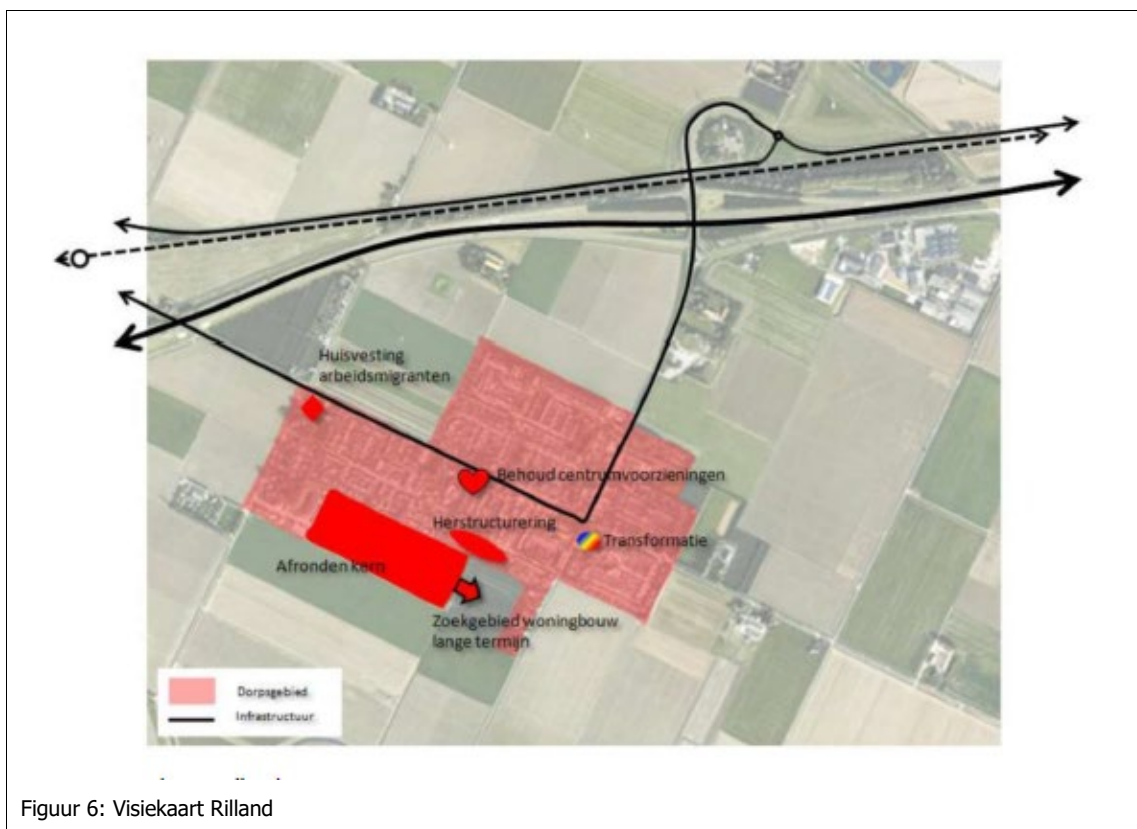 Huisvesting
arbeidsmigranten
Behoud centrumvoorzieningen
Herstructurering
Transformatie
Afronden kern
Zoekgebied woningbouw
lange termijn
Dorpsgebied
Infrastructuur
Figuur 6: Visiekaart Rilland